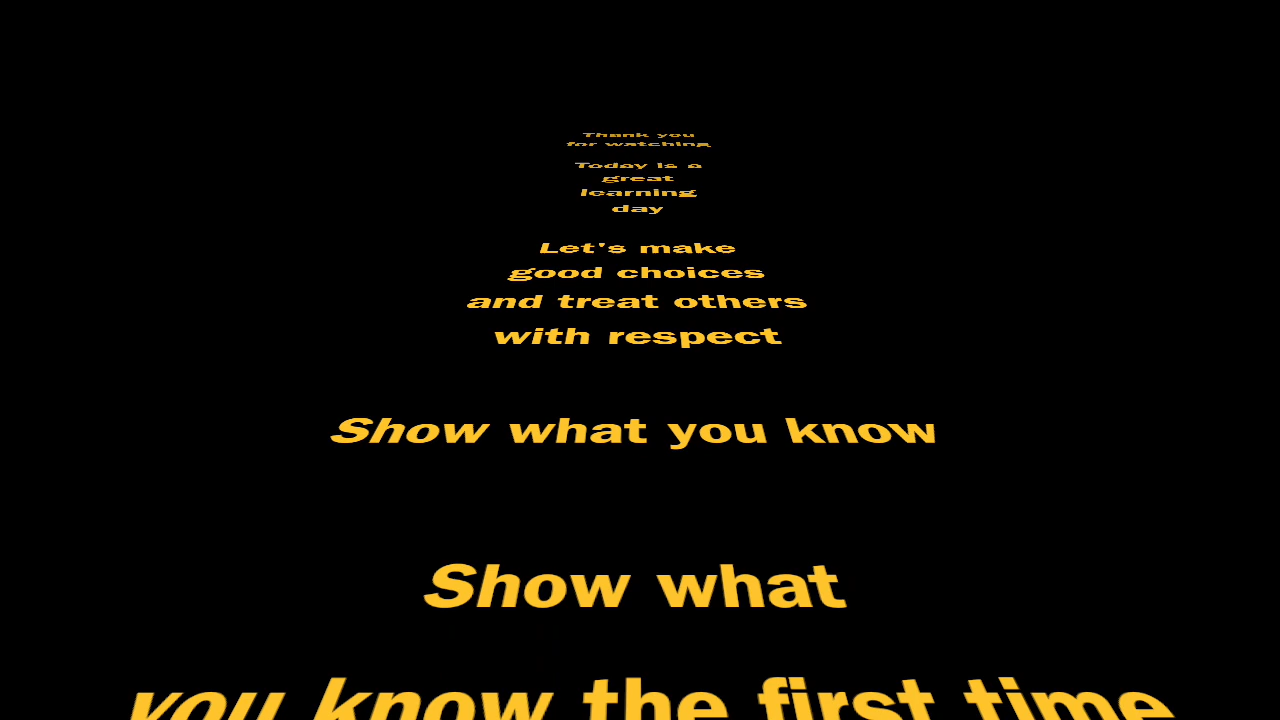 Thank you
for watching
Today is a
great
learning
day
Let's make
good choices
and treat others
with respect
Show what you know
Show what
you know the first time